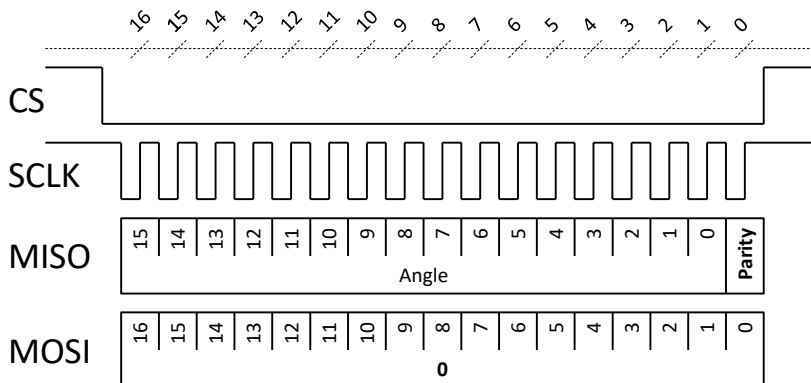 16 15 14 13 12 11 10 9 8 7 6 5 4 3 2 1 0
CS
SCLK
MISO 15 14 13 12 11 10 9 8 7 6 5 4 3 2 1 0 Parity
Angle
MOSI 16 15 14 13 12 11 10 9 8 7 6 5 4 3 2 1 0
0